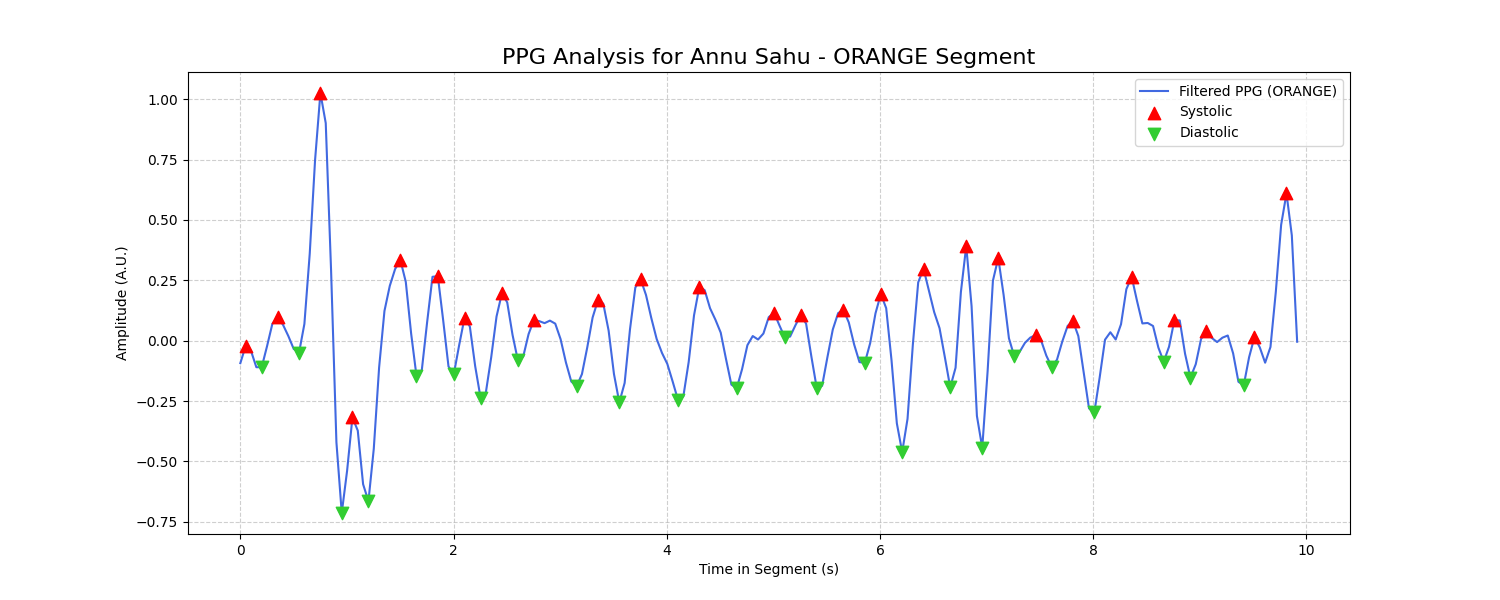 PPG Analysis for Annu Sahu - ORANGE Segment
Filtered PPG (ORANGE)
Systolic
Diastolic
Amplitude (A.U.)
1.00
0.75
0.50
0.25
0.00
−0.25
−0.50
−0.75
0 2 4 6 8 10
Time in Segment (s)